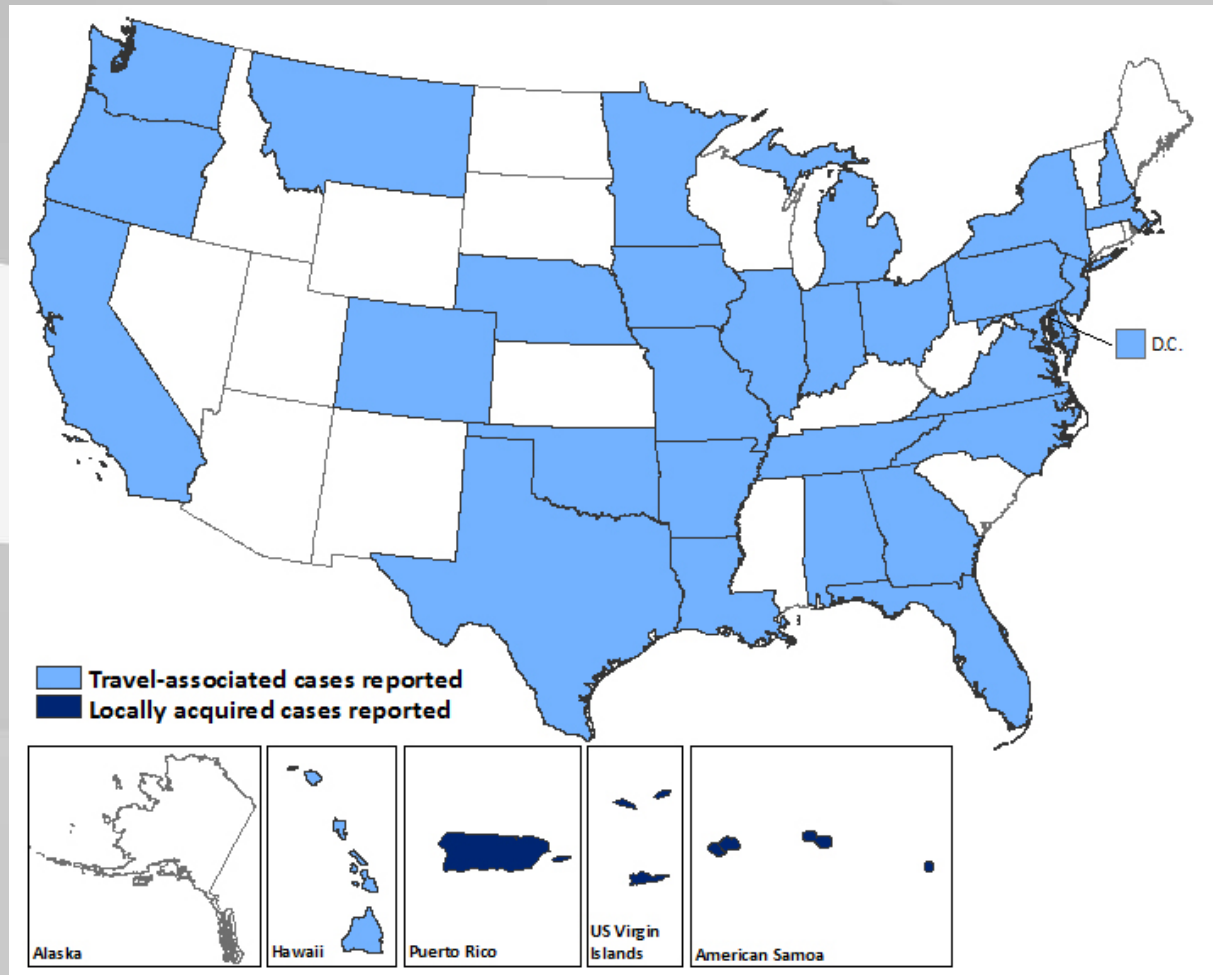 D.C.
Travel-associated cases reported
Locally acquired cases reported
Alaska
Hawaii
Puerto Rico
US Virgin
Islands
American Samoa